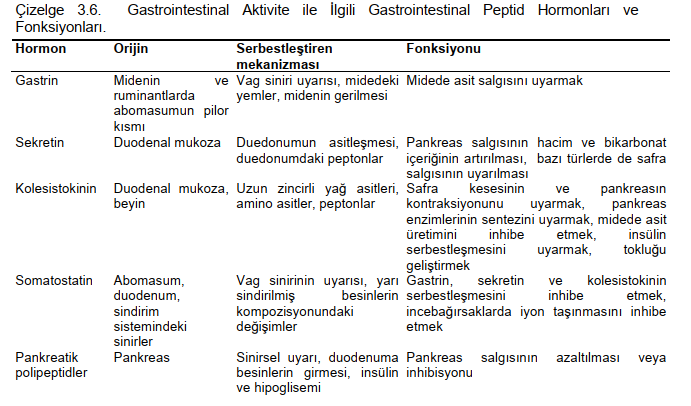 Çizelge 3.6. Gastrointestinal Aktivite ile İlgili Gastrointestinal Peptid Hormonları ve
Fonksiyonları.
Hormon Orijin Serbestleştiren mekanizması Fonksiyonu
Gastrin Midenin ve ruminantlarda abomasumun pilor kısmı Vag siniri uyarısı, midedeki yemler, midenin gerilmesi Midede asit salgısını uyarmak
Sekretin Duodenal mukoza Duedonumun asitleşmesi, duedonumdaki peptonlar Pankreas salgısının hacim ve bikarbonat içeriğinin artırılması, bazı türlerde de safra salgısının uyarılması
Kolesistokinin Duodenal mukoza, beyin Uzun zincirli yağ asitleri, amino asitler, peptonlar Safra kesesinin ve pankreasın kontraksiyonunu uyarmak, pankreas enzimlerinin sentezini uyarmak, midede asit üretimini inhibe etmek, insülin serbestleşmesini uyarmak, tokluğu geliştirmek
Somatostatin Abomasum, duodenum, sindirim sistemindeki sinirler Vag sinirinin uyarısı, yarı sindirilmiş besinlerin kompozisyonundaki değişimler Gastrin, sekretin ve kolesistokinin serbestleşmesini inhibe etmek, incebağırsaklarda iyon taşınmasını inhibe etmek
Pankreatik polipeptidler Pankreas Sinirsel uyarı, duodenuma besinlerin girmesi, insülin ve hipoglisemi Pankreas salgısının azaltılması veya inhibisyonu